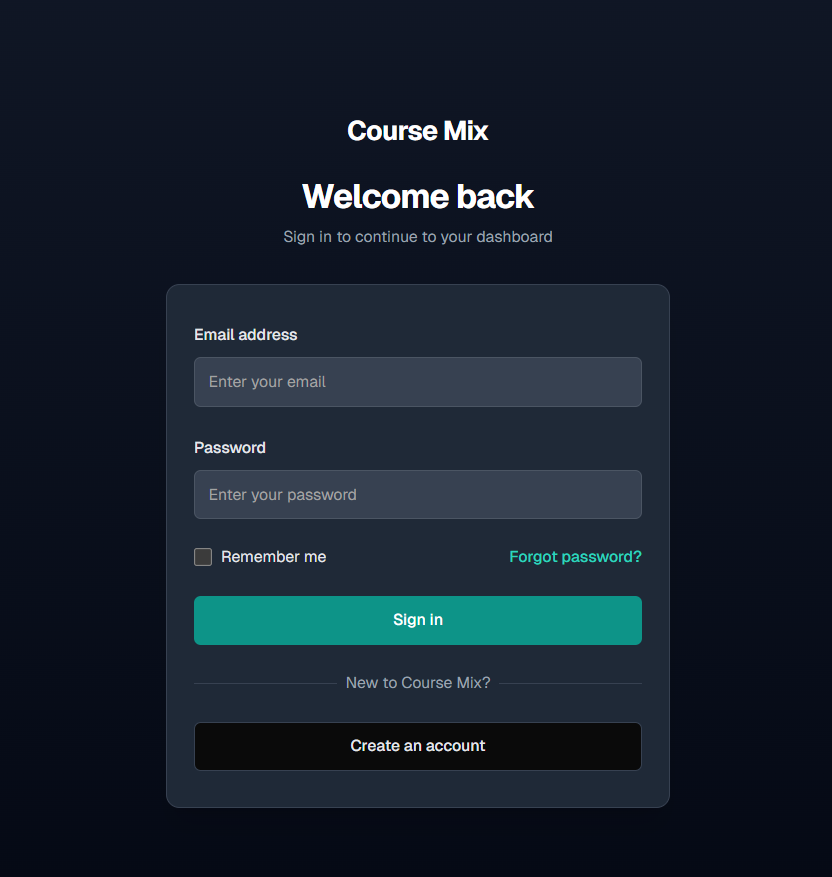 Course Mix
Welcome back
Sign in to continue to your dashboard
Email address
Enter your email
Password
Enter your password
Remember me
Forgot password?
Sign in
New to Course Mix?
Create an account